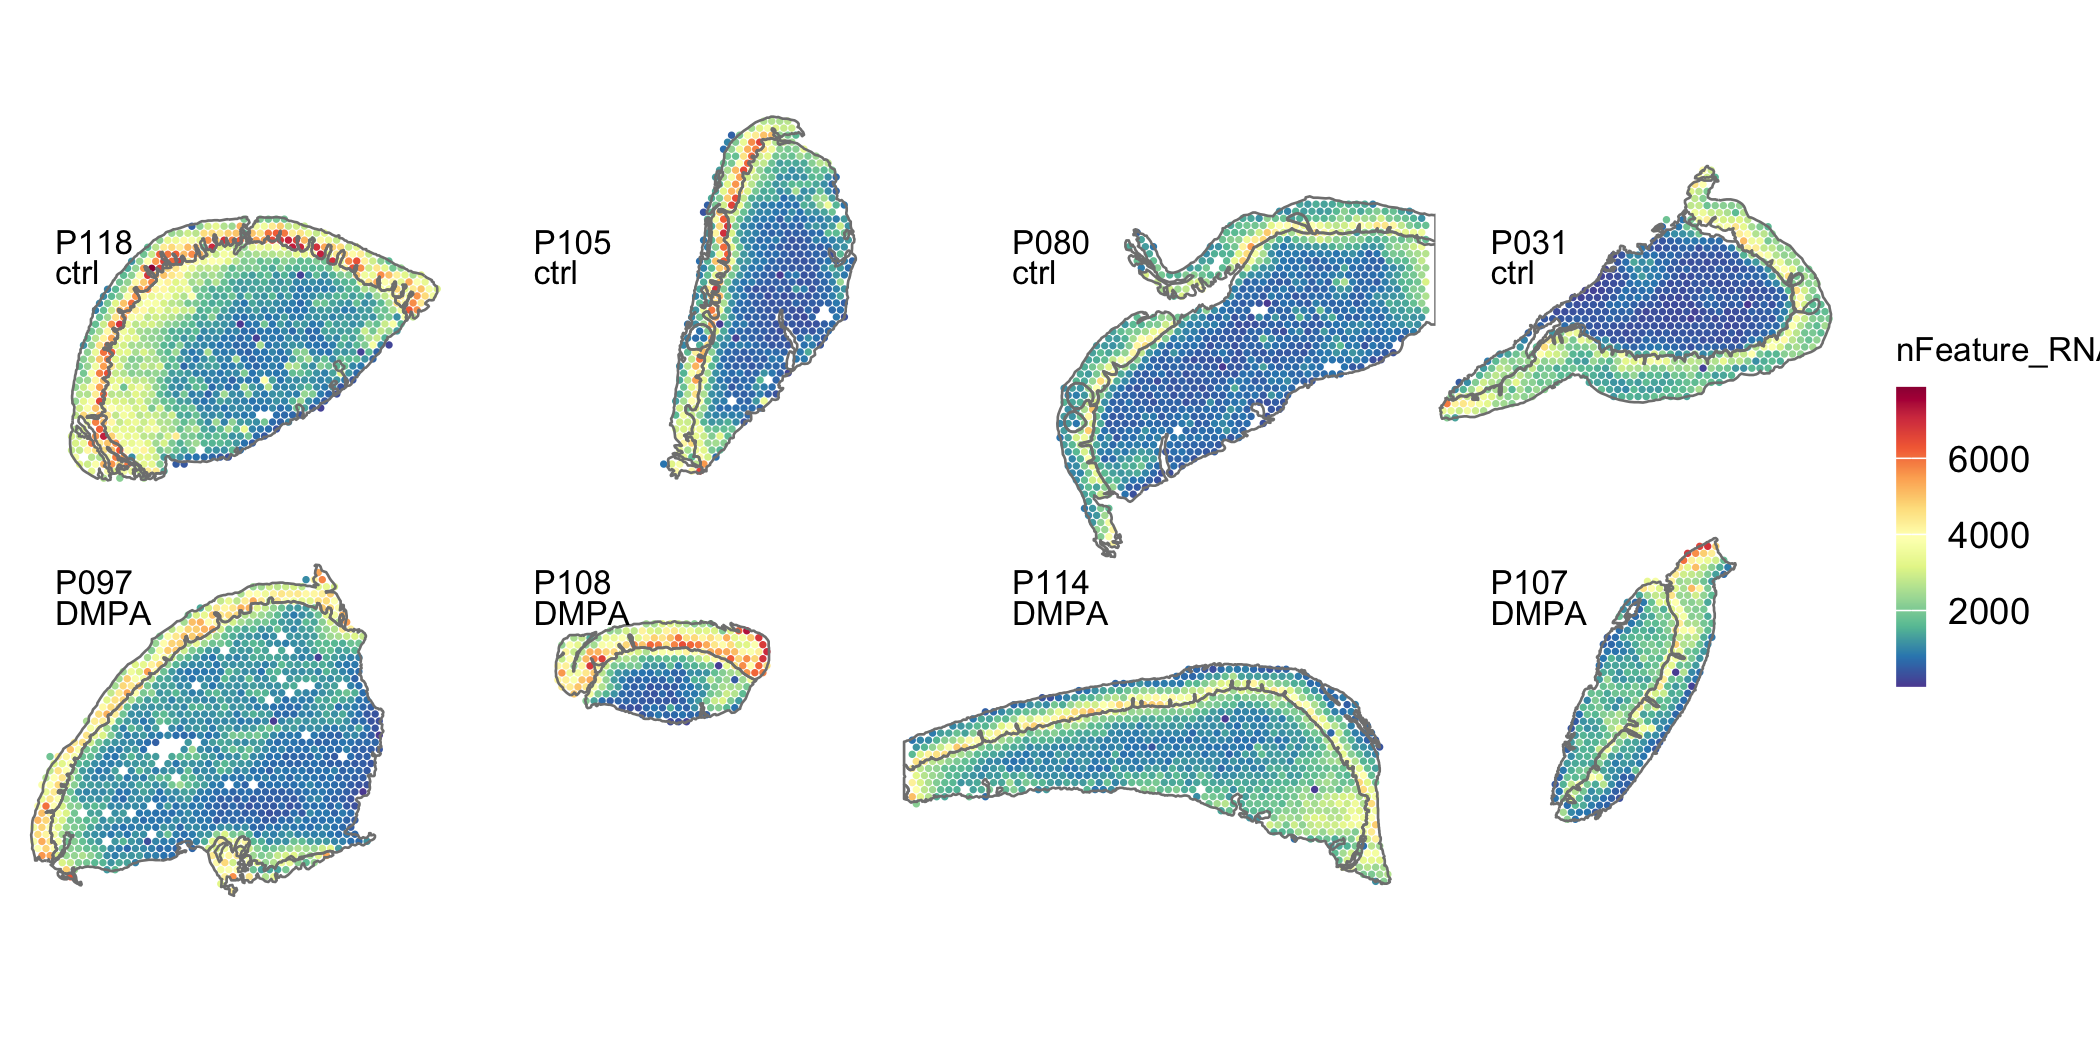 P118
ctrl
P105
ctrl
P080
ctrl
P031
ctrl
nFeature_RNA
6000
4000
2000
P097
DMPA
P108
DMPA
P114
DMPA
P107
DMPA